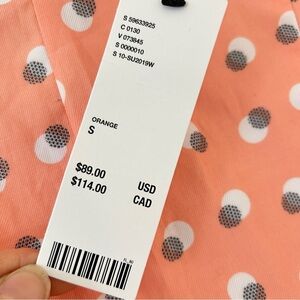 S 59633925
C 0130
V 073845
S 0000010
S 10-SU2019W
ORANGE
S
$89.00 USD
$114.00 CAD